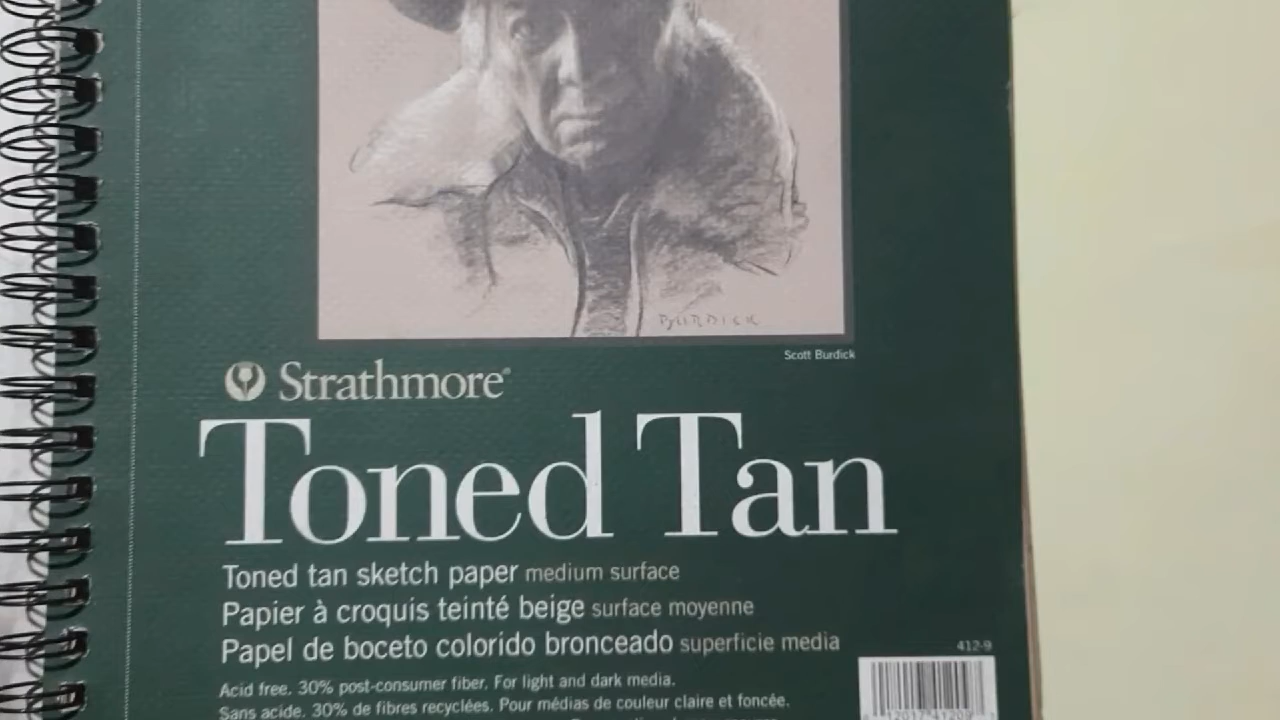 BURDICK
Scott Burdick
Strathmore®
Toned Tan
Toned tan sketch paper medium surface
Papier à croquis teinté beige surface moyenne
Papel de boceto colorido bronceado superficie media
412-9
Acid free. 30% post-consumer fiber. For light and dark media.
Sans acide. 30% de fibres recyclées. Pour médias de couleur claire et foncée.